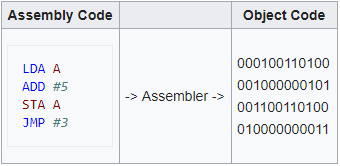 Assembly Code
Object Code
LDA A
ADD #5
STA A
JMP #3
-> Assembler ->
000100110100
001000000101
001100110100
010000000011